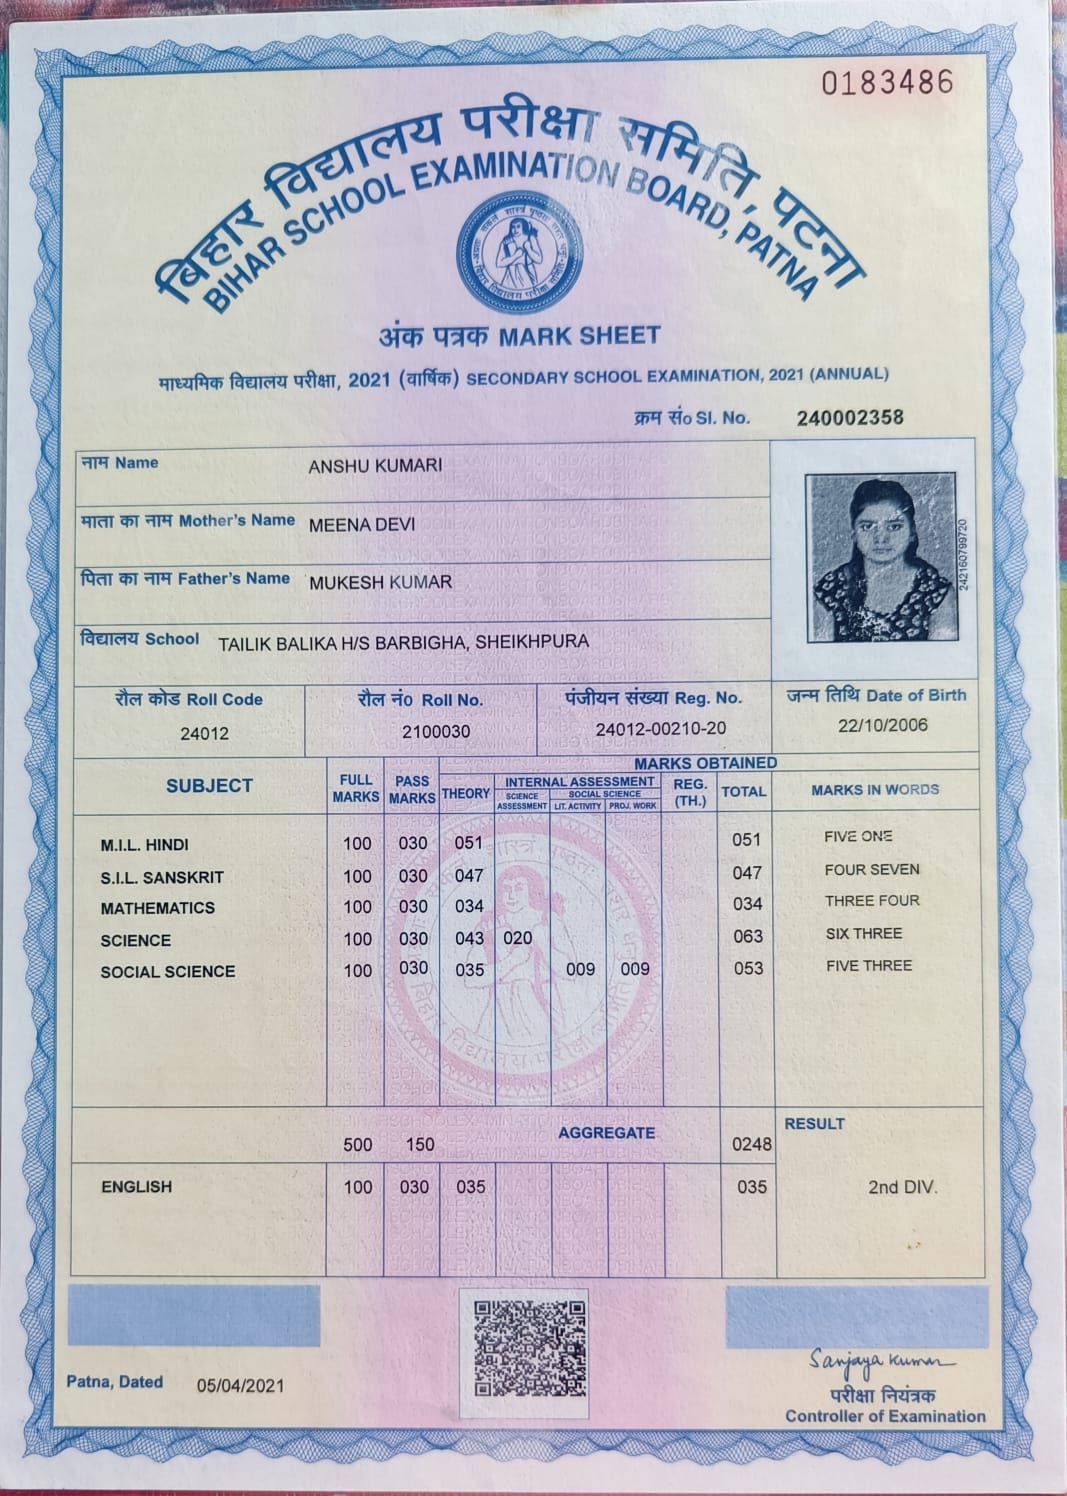 0183486
बिहार विद्यालय परीक्षा समिति, पटना
BIHAR SCHOOL EXAMINATION BOARD, PATNA
अंक पत्रक MARK SHEET
माध्यमिक विद्यालय परीक्षा, 2021 (वार्षिक) SECONDARY SCHOOL EXAMINATION, 2021 (ANNUAL)
क्रम सं० Sl. No. 240002358
नाम Name ANSHU KUMARI
माता का नाम Mother's Name MEENA DEVI
पिता का नाम Father's Name MUKESH KUMAR
242160799720
विद्यालय School TAILIK BALIKA H/S BARBIGHA, SHEIKHPURA
रौल कोड Roll Code रौल नं० Roll No. पंजीयन संख्या Reg. No. जन्म तिथि Date of Birth
24012 2100030 24012-00210-20 22/10/2006
SUBJECT FULL MARKS PASS MARKS MARKS OBTAINED
THEORY INTERNAL ASSESSMENT REG. (TH.) TOTAL MARKS IN WORDS
SCIENCE ASSESSMENT SOCIAL SCIENCE
LIT. ACTIVITY PROJ. WORK
M.I.L. HINDI 100 030 051 051 FIVE ONE
S.I.L. SANSKRIT 100 030 047 047 FOUR SEVEN
MATHEMATICS 100 030 034 034 THREE FOUR
SCIENCE 100 030 043 020 063 SIX THREE
SOCIAL SCIENCE 100 030 035 009 009 053 FIVE THREE
500 150 AGGREGATE 0248 RESULT
ENGLISH 100 030 035 035 2nd DIV.
Patna, Dated 05/04/2021
Sanjaya Kumar
परीक्षा नियंत्रक
Controller of Examination